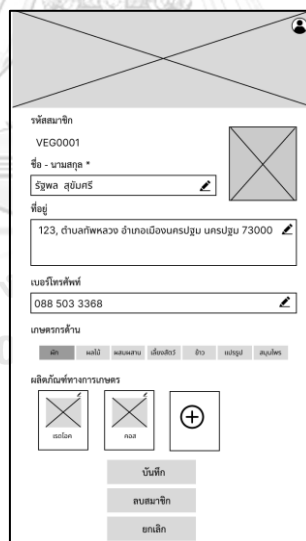 รหัสสมาชิก
VEG0001
ชื่อ - นามสกุล *
รัฐพล สุขันศรี
ที่อยู่
123, ตำบลทัพหลวง อำเภอเมืองนครปฐม นครปฐม 73000
เบอร์โทรศัพท์
088 503 3368
เกษตรกรด้าน
ผัก ผลไม้ ผสมผสาน เลี้ยงสัตว์ ข้าว แปรรูป สมุนไพร
ผลิตภัณฑ์ทางการเกษตร
เรดโอค คอส
บันทึก
ลบสมาชิก
ยกเลิก